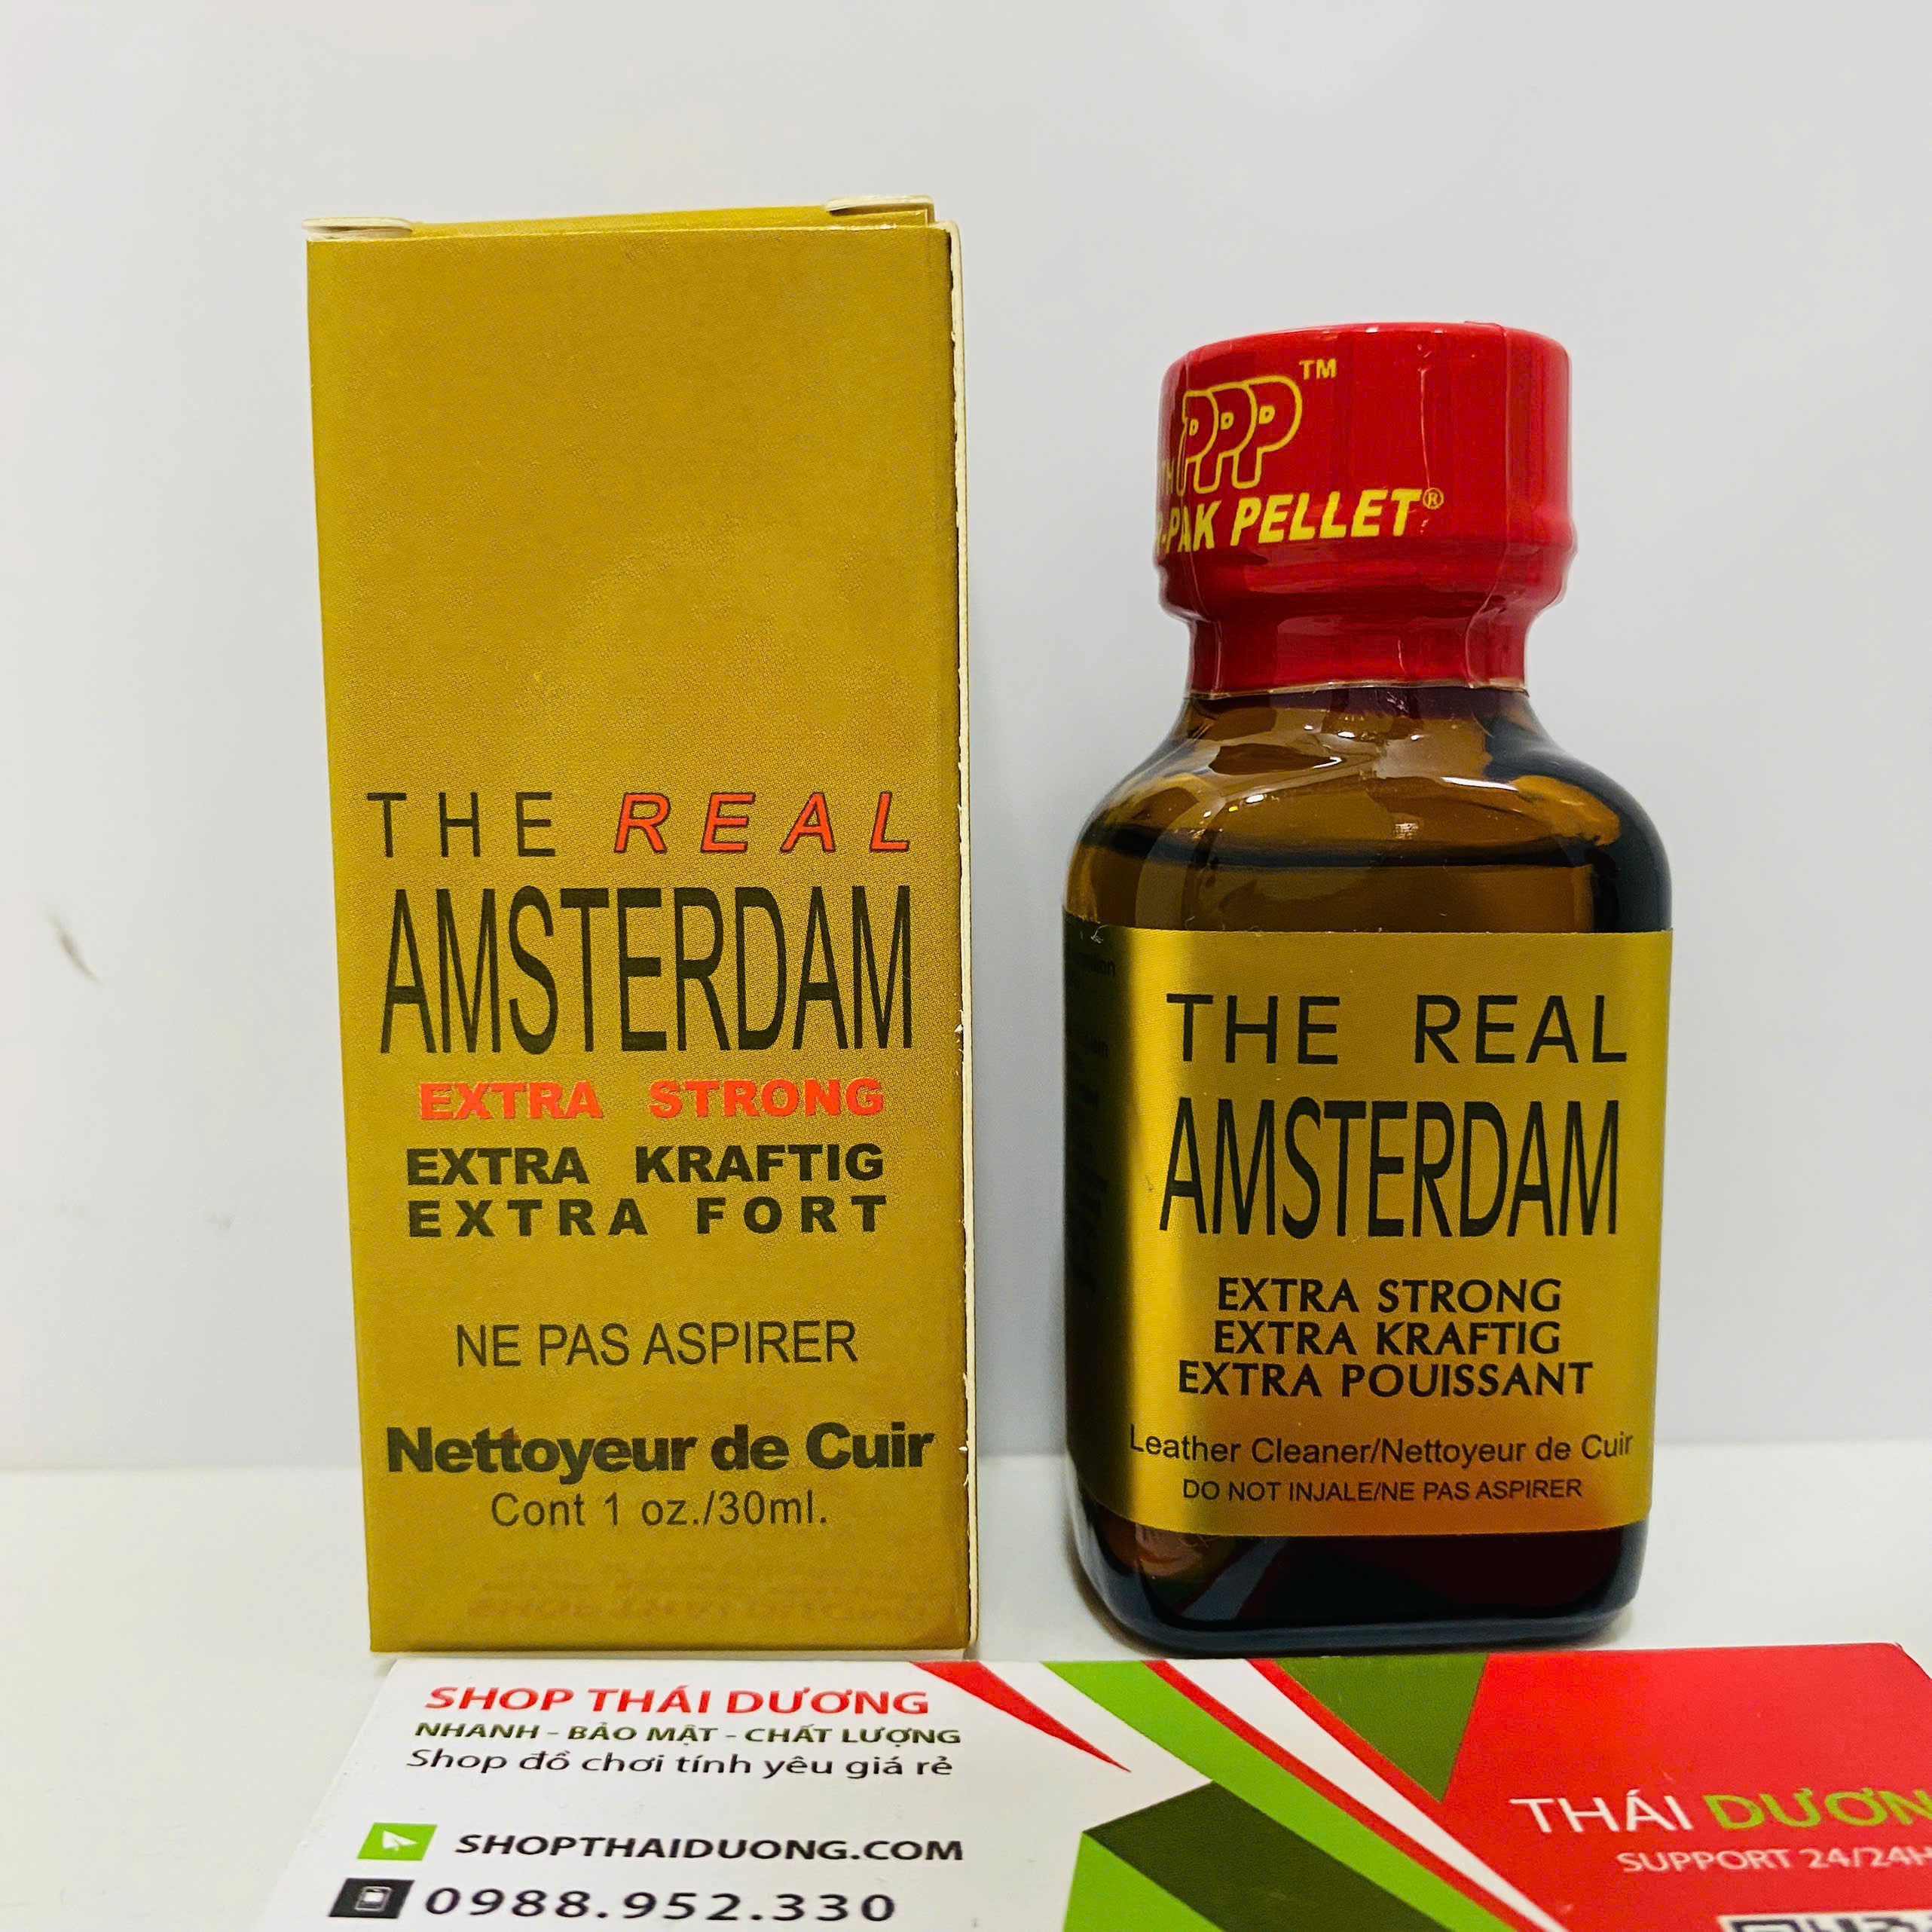 THE REAL
AMSTERDAM
EXTRA STRONG
EXTRA KRAFTIG
EXTRA FORT
NE PAS ASPIRER
Nettoyeur de Cuir
Cont 1 oz./30ml.
PPP™
-PAK PELLET®
THE REAL
AMSTERDAM
EXTRA STRONG
EXTRA KRAFTIG
EXTRA POUISSANT
Leather Cleaner/Nettoyeur de Cuir
DO NOT INJALE/NE PAS ASPIRER
SHOP THÁI DƯƠNG
NHANH - BẢO MẬT - CHẤT LƯỢNG
Shop đồ chơi tính yêu giá rẻ
SHOPTHAIDUONG.COM
0988.952.330
THÁI DƯƠN
SUPPORT 24/24H